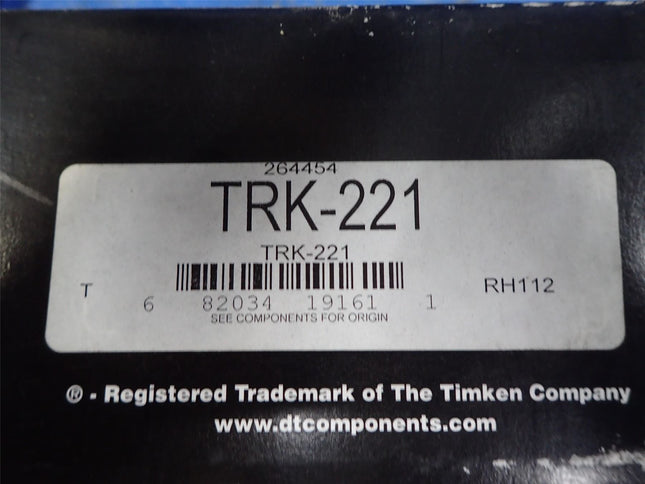 264454
TRK-221
TRK-221
T RH112
6 82034 19161 1
SEE COMPONENTS FOR ORIGIN
® - Registered Trademark of The Timken Company
www.dtcomponents.com